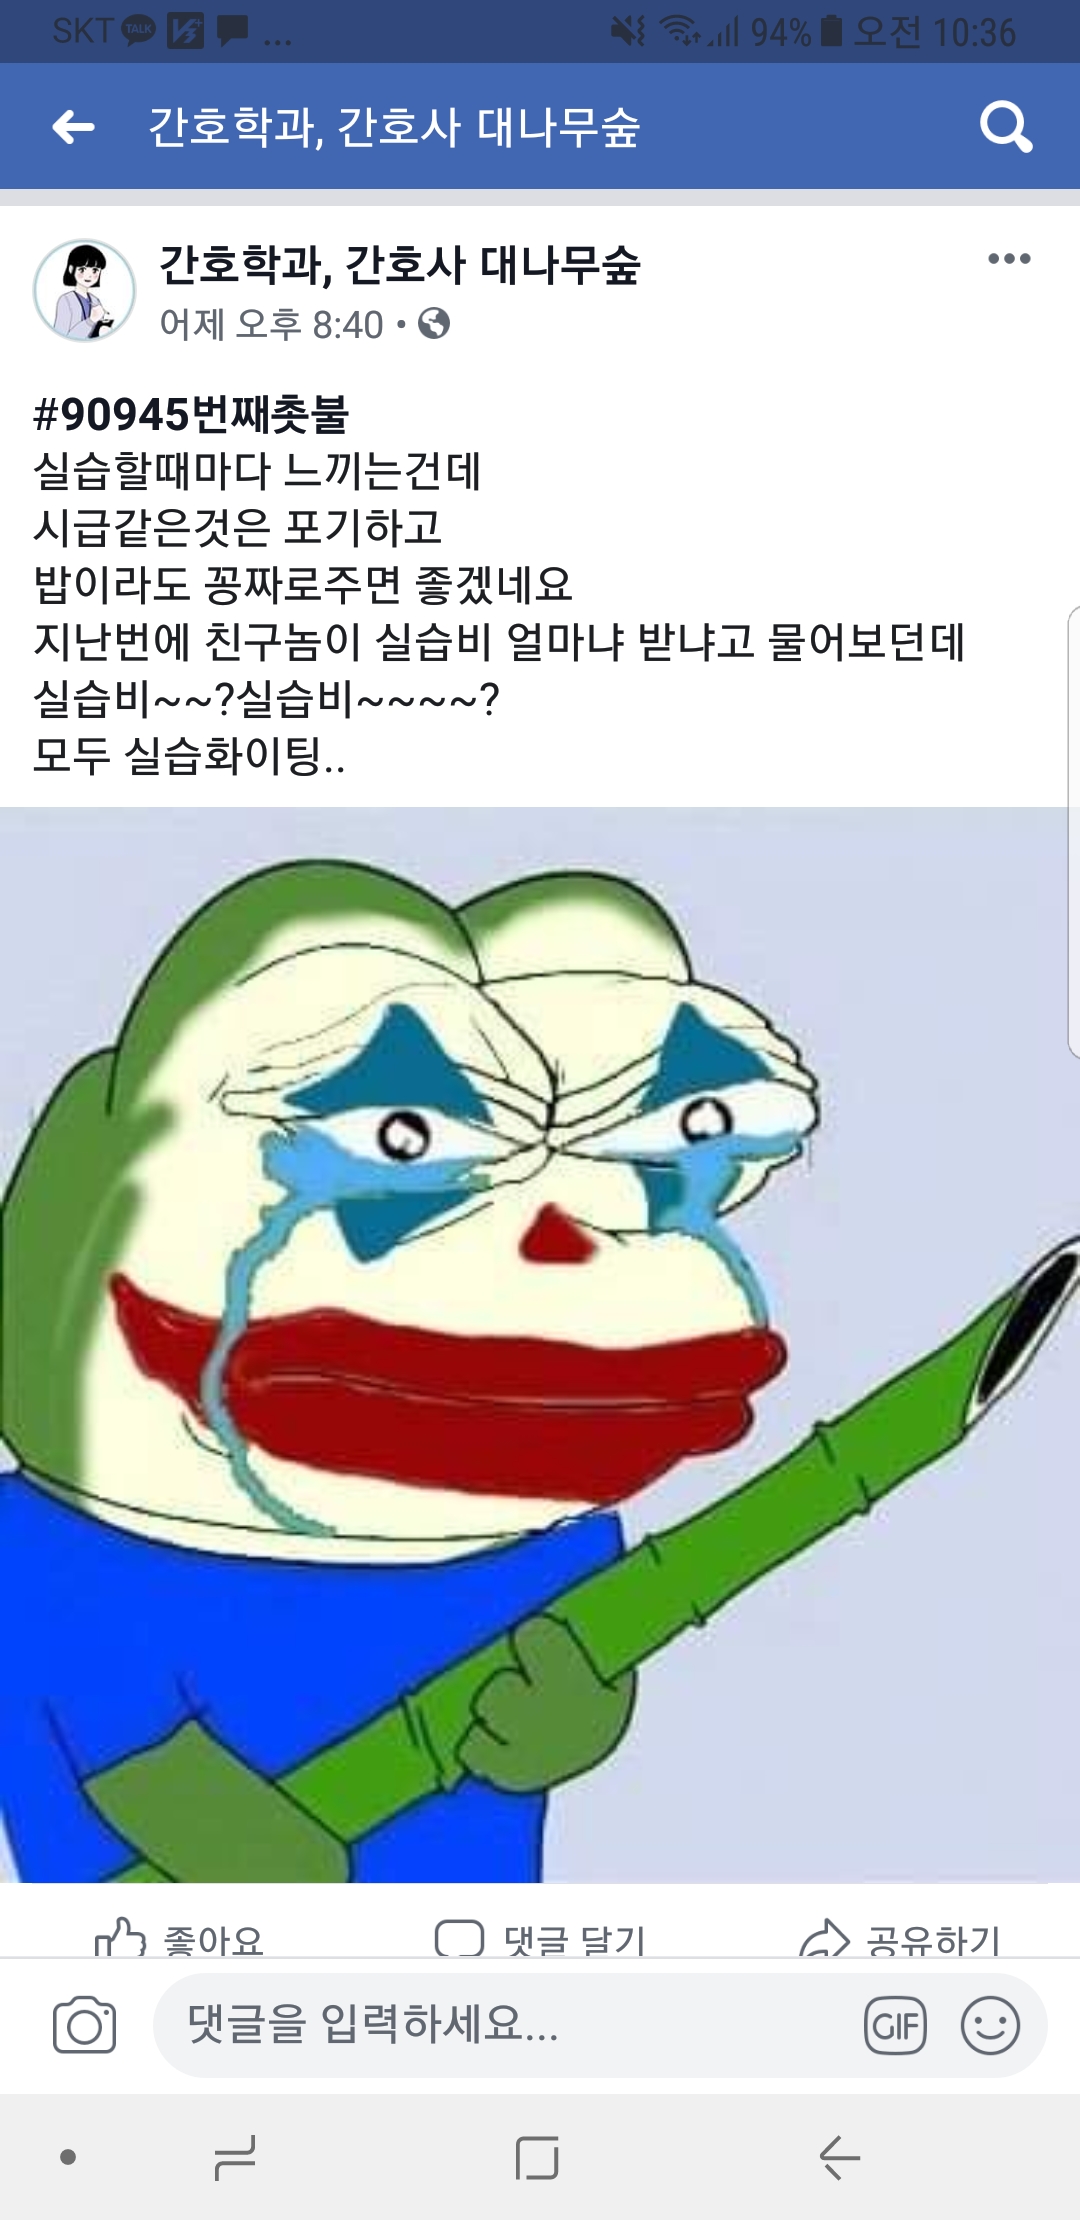 SKT TALK V3+ ... 94% 오전 10:36
간호학과, 간호사 대나무숲
간호학과, 간호사 대나무숲
어제 오후 8:40 •
#90945번째촛불
실습할때마다 느끼는건데
시급같은것은 포기하고
밥이라도 꽁짜로주면 좋겠네요
지난번에 친구놈이 실습비 얼마냐 받냐고 물어보던데
실습비~~?실습비~~~~?
모두 실습화이팅..
좋아요 댓글 달기 공유하기
댓글을 입력하세요... GIF